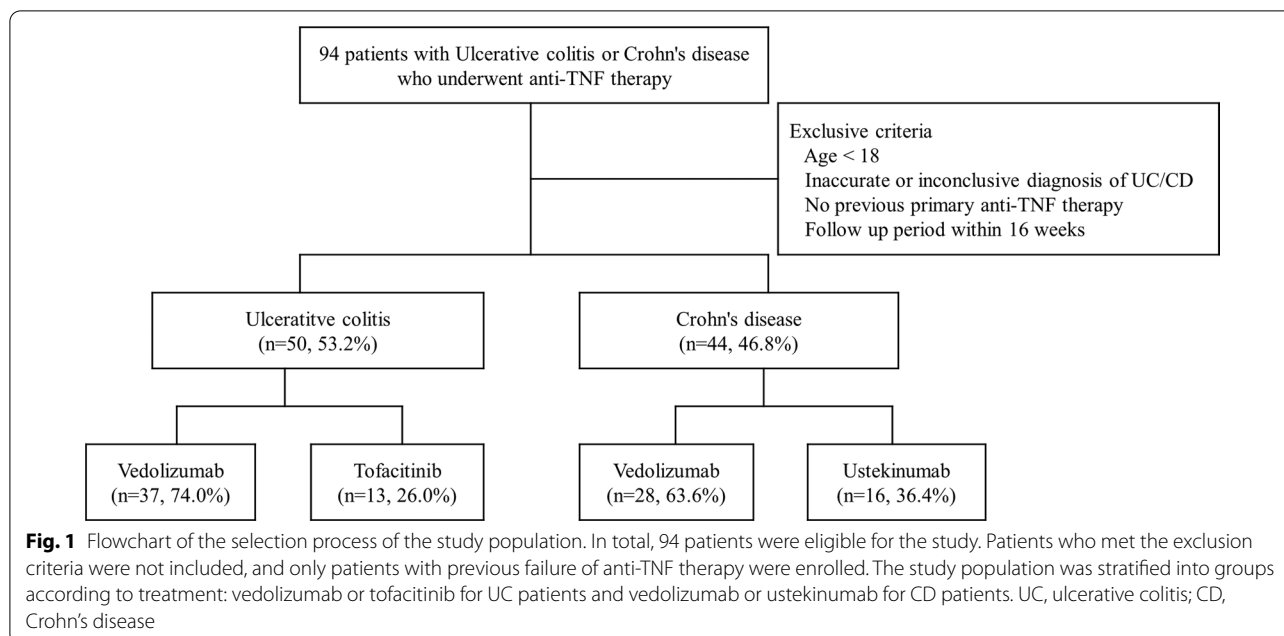 94 patients with Ulcerative colitis or Crohn's disease
who underwent anti-TNF therapy
Exclusive criteria
Age < 18
Inaccurate or inconclusive diagnosis of UC/CD
No previous primary anti-TNF therapy
Follow up period within 16 weeks
Ulceratitve colitis
(n=50, 53.2%)
Crohn's disease
(n=44, 46.8%)
Vedolizumab
(n=37, 74.0%)
Tofacitinib
(n=13, 26.0%)
Vedolizumab
(n=28, 63.6%)
Ustekinumab
(n=16, 36.4%)
Fig. 1 Flowchart of the selection process of the study population. In total, 94 patients were eligible for the study. Patients who met the exclusion
criteria were not included, and only patients with previous failure of anti-TNF therapy were enrolled. The study population was stratified into groups
according to treatment: vedolizumab or tofacitinib for UC patients and vedolizumab or ustekinumab for CD patients. UC, ulcerative colitis; CD,
Crohn’s disease